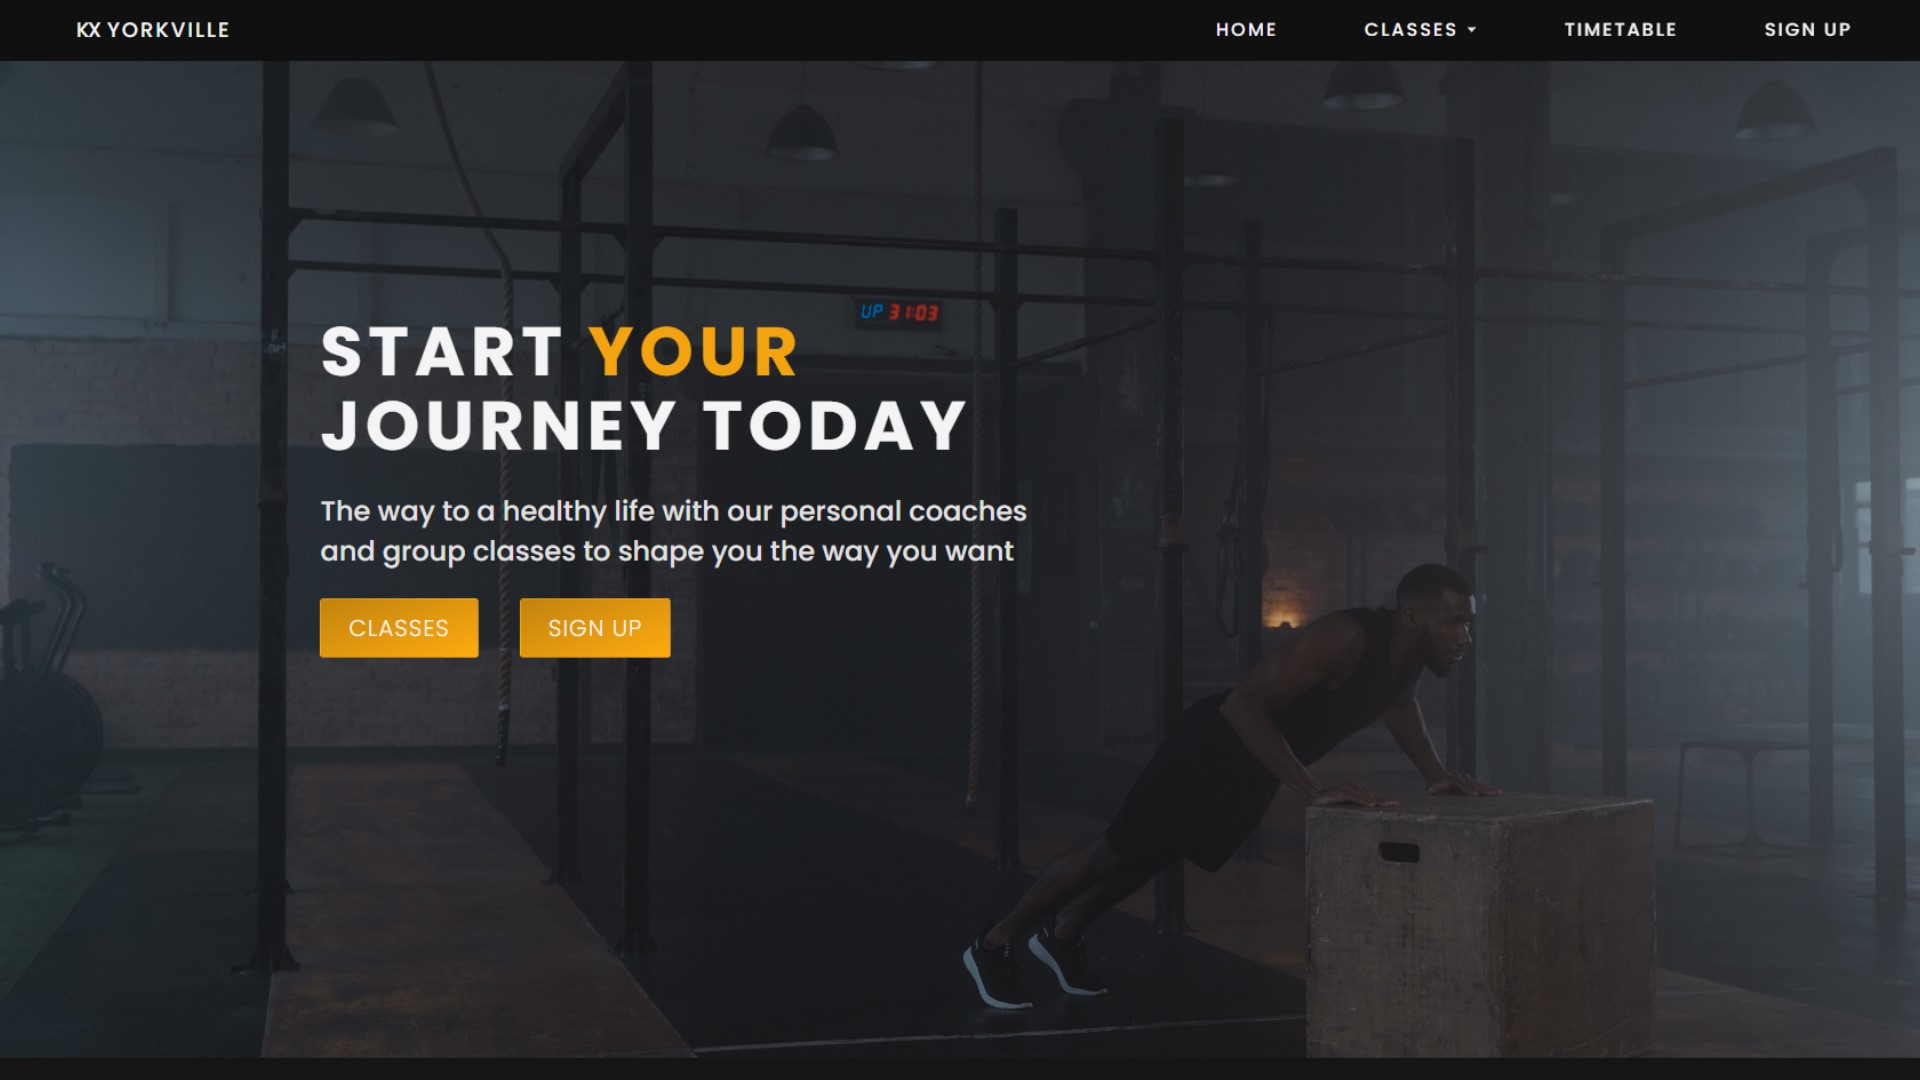 KX YORKVILLE
HOME
CLASSES
TIMETABLE
SIGN UP
UP 31:03
START YOUR
JOURNEY TODAY
The way to a healthy life with our personal coaches
and group classes to shape you the way you want
CLASSES
SIGN UP